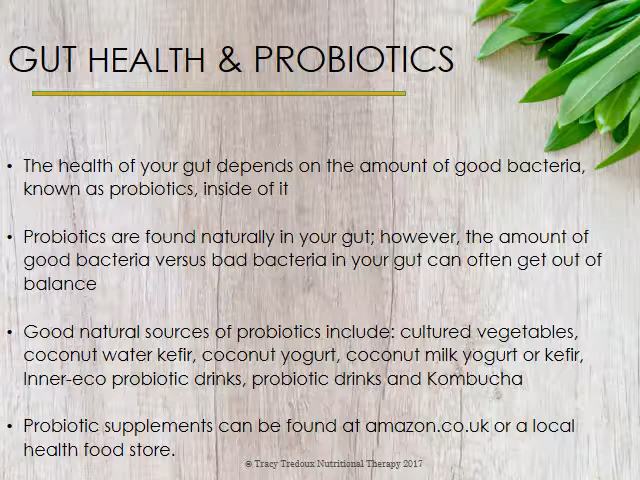 GUT HEALTH & PROBIOTICS
• The health of your gut depends on the amount of good bacteria,
known as probiotics, inside of it
• Probiotics are found naturally in your gut; however, the amount of
good bacteria versus bad bacteria in your gut can often get out of
balance
• Good natural sources of probiotics include: cultured vegetables,
coconut water kefir, coconut yogurt, coconut milk yogurt or kefir,
Inner-eco probiotic drinks, probiotic drinks and Kombucha
• Probiotic supplements can be found at amazon.co.uk or a local
health food store.
® Tracy Tredoux Nutritional Therapy 2017